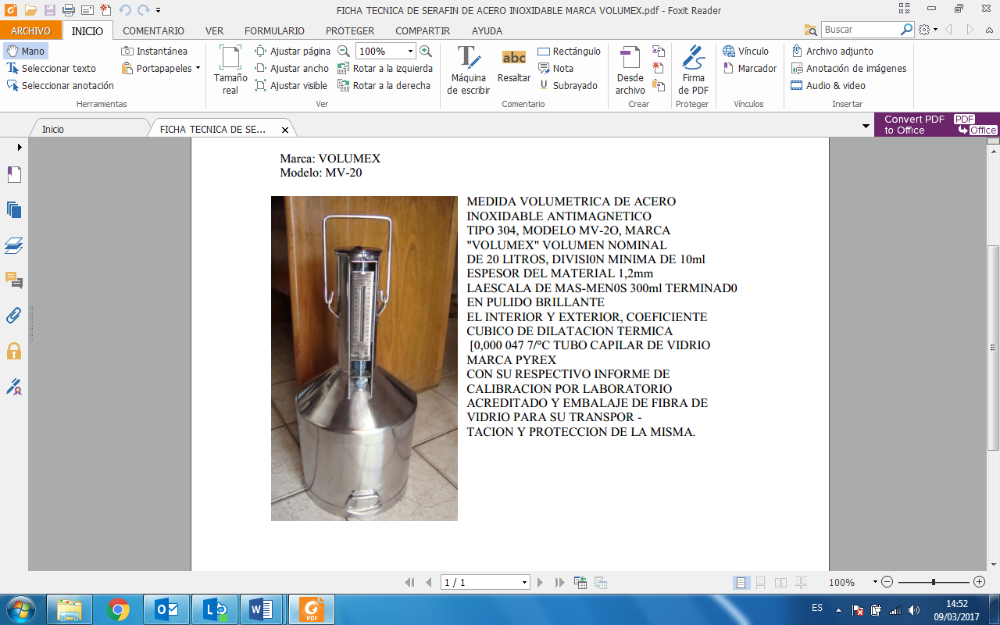 FICHA TECNICA DE SERAFIN DE ACERO INOXIDABLE MARCA VOLUMEX.pdf - Foxit Reader
ARCHIVO INICIO COMENTARIO VER FORMULARIO PROTEGER COMPARTIR AYUDA
Buscar
Mano
Seleccionar texto
Seleccionar anotación
Instantánea
Portapapeles
Herramientas
Tamaño
real
Ajustar página
Ajustar ancho
Ajustar visible
100%
Rotar a la izquierda
Rotar a la derecha
Ver
Máquina
de escribir
abc
Resaltar
Rectángulo
Nota
Subrayado
Comentario
Desde
archivo
Crear
Firma
de PDF
Proteger
Vínculo
Marcador
Vínculos
Archivo adjunto
Anotación de imágenes
Audio & video
Insertar
Inicio
FICHA TECNICA DE SE...
Convert PDF
to Office
PDF
Office
Marca: VOLUMEX
Modelo: MV-20
MEDIDA VOLUMETRICA DE ACERO
INOXIDABLE ANTIMAGNETICO
TIPO 304, MODELO MV-2O, MARCA
"VOLUMEX" VOLUMEN NOMINAL
DE 20 LITROS, DIVISI0N MINIMA DE 10ml
ESPESOR DEL MATERIAL 1,2mm
LAESCALA DE MAS-MEN0S 300ml TERMINAD0
EN PULIDO BRILLANTE
EL INTERIOR Y EXTERIOR, COEFICIENTE
CUBICO DE DILATACION TERMICA
[0,000 047 7/°C TUBO CAPILAR DE VIDRIO
MARCA PYREX
CON SU RESPECTIVO INFORME DE
CALIBRACION POR LABORATORIO
ACREDITADO Y EMBALAJE DE FIBRA DE
VIDRIO PARA SU TRANSPOR -
TACION Y PROTECCION DE LA MISMA.
1 / 1
100%
PDF
ES
14:52
09/03/2017